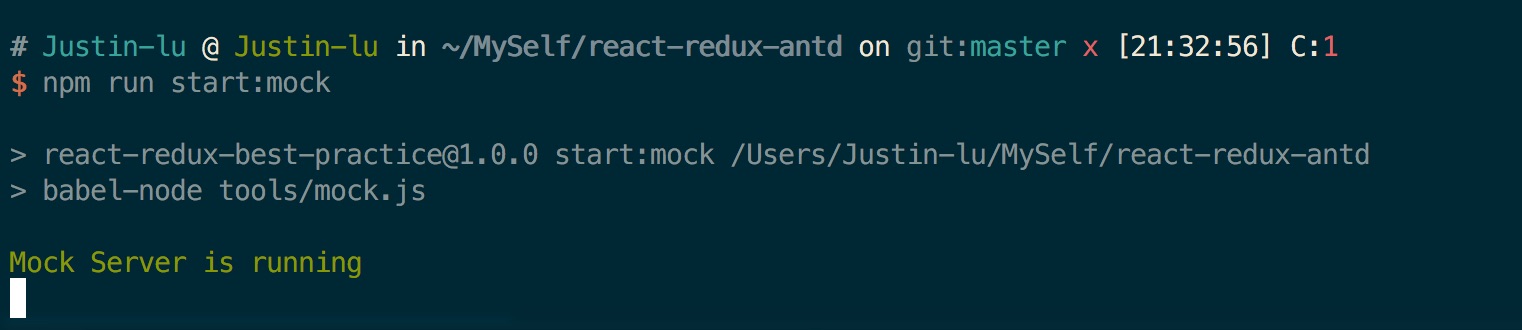 # Justin-lu @ Justin-lu in ~/MySelf/react-redux-antd on git:master x [21:32:56] C:1
$ npm run start:mock
> react-redux-best-practice@1.0.0 start:mock /Users/Justin-lu/MySelf/react-redux-antd
> babel-node tools/mock.js
Mock Server is running